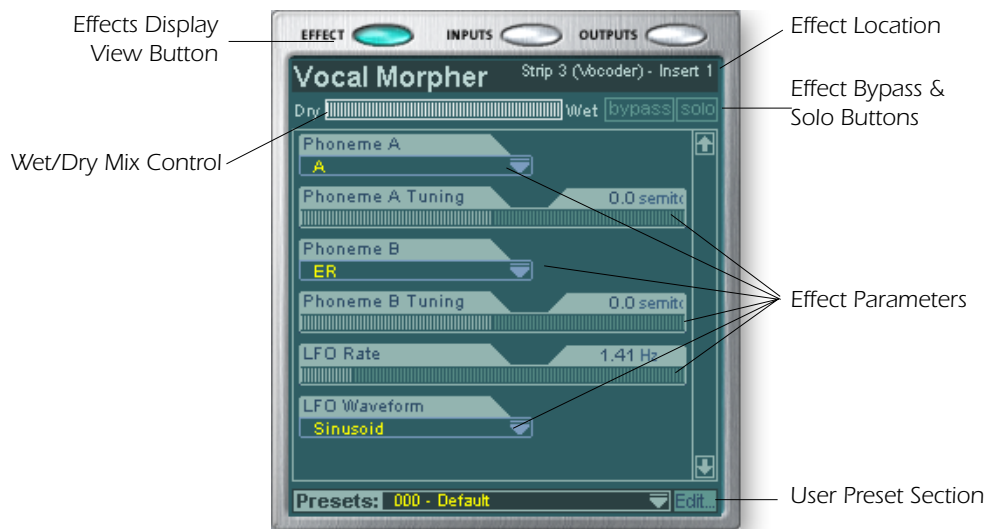 Effects Display
View Button
EFFECT INPUTS OUTPUTS
Effect Location
Vocal Morpher Strip 3 (Vocoder) - Insert 1
Dry Wet bypass solo
Effect Bypass &
Solo Buttons
Wet/Dry Mix Control
Phoneme A
A
Phoneme A Tuning 0.0 semitc
Phoneme B
ER
Phoneme B Tuning 0.0 semitc
Effect Parameters
LFO Rate 1.41 Hz
LFO Waveform
Sinusoid
Presets: 000 - Default Edit...
User Preset Section